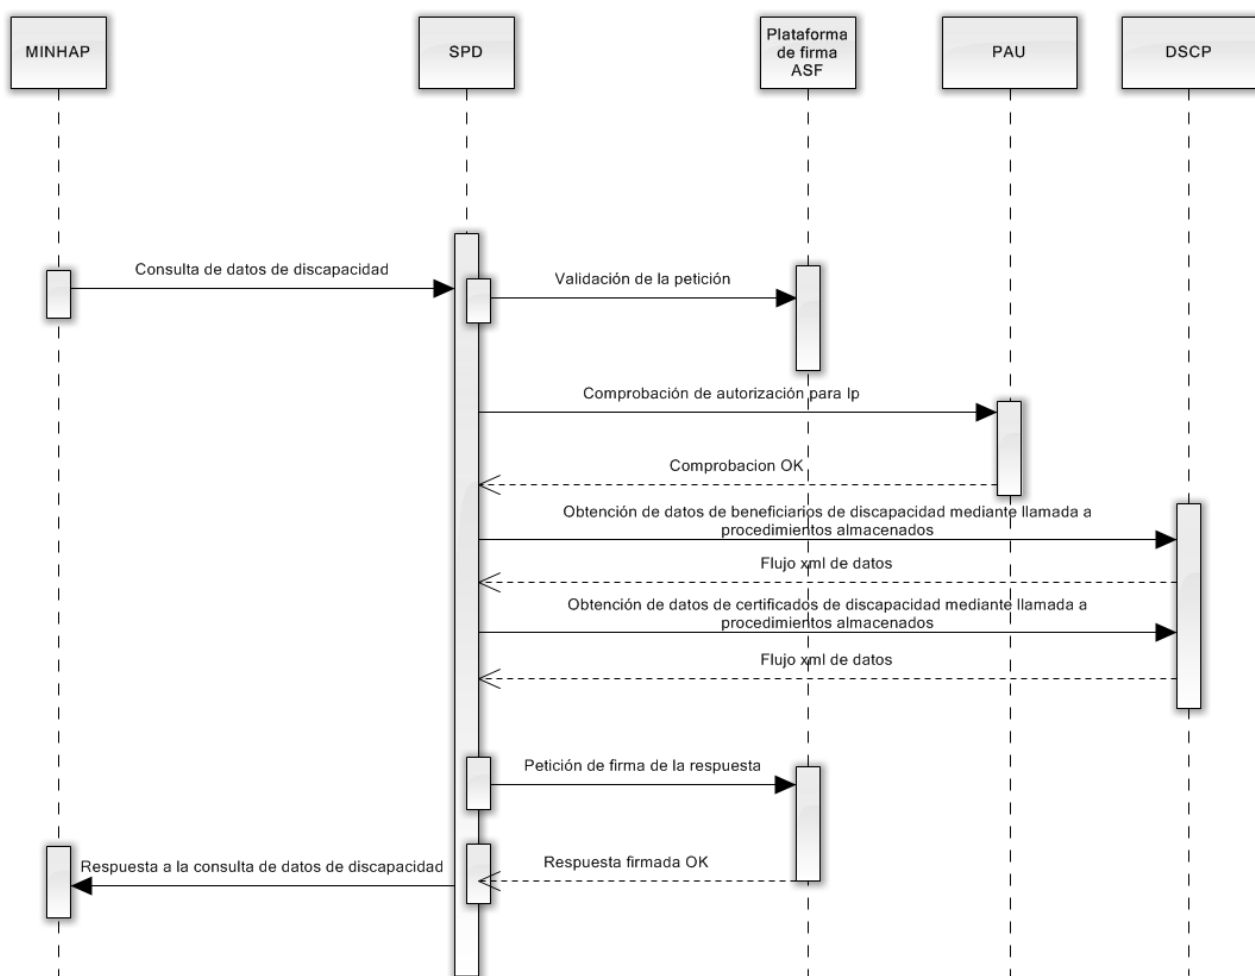 MINHAP
SPD
Plataforma
de firma
ASF
PAU
DSCP
Consulta de datos de discapacidad
Validación de la petición
Comprobación de autorización para Ip
Comprobacion OK
Obtención de datos de beneficiarios de discapacidad mediante llamada a
procedimientos almacenados
Flujo xml de datos
Obtención de datos de certificados de discapacidad mediante llamada a
procedimientos almacenados
Flujo xml de datos
Petición de firma de la respuesta
Respuesta firmada OK
Respuesta a la consulta de datos de discapacidad